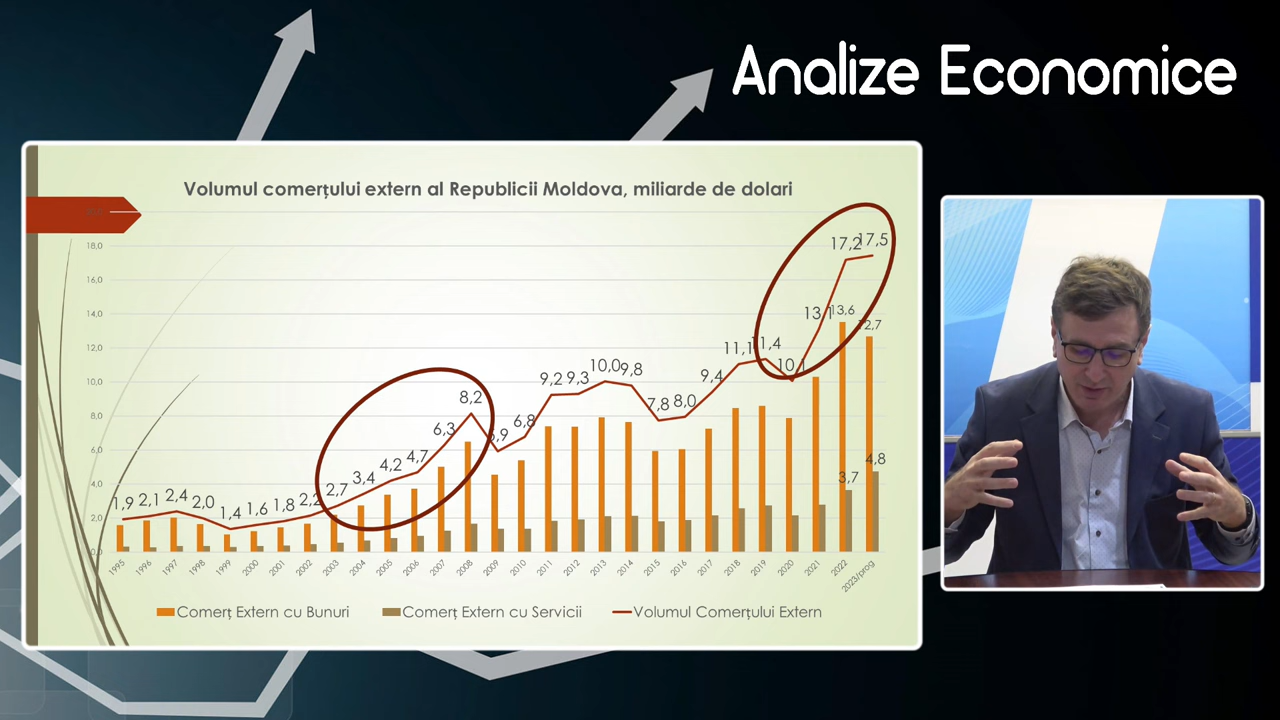 Analize Economice
Volumul comerțului extern al Republicii Moldova, miliarde de dolari
20,0
18,0
16,0
14,0
12,0
10,0
8,0
6,0
4,0
2,0
0,0
1,9 2,1 2,4 2,0 1,4 1,6 1,8 2,2 2,7 3,4 4,2 4,7 6,3 8,2 5,9 6,8 9,2 9,3 10,0 9,8 7,8 8,0 9,4 11,1 11,4 10,1 13,1 17,2 17,5
13,6 12,7
3,7 4,8
1995 1996 1997 1998 1999 2000 2001 2002 2003 2004 2005 2006 2007 2008 2009 2010 2011 2012 2013 2014 2015 2016 2017 2018 2019 2020 2021 2022 2023/prog
Comerț Extern cu Bunuri Comerț Extern cu Servicii Volumul Comerțului Extern